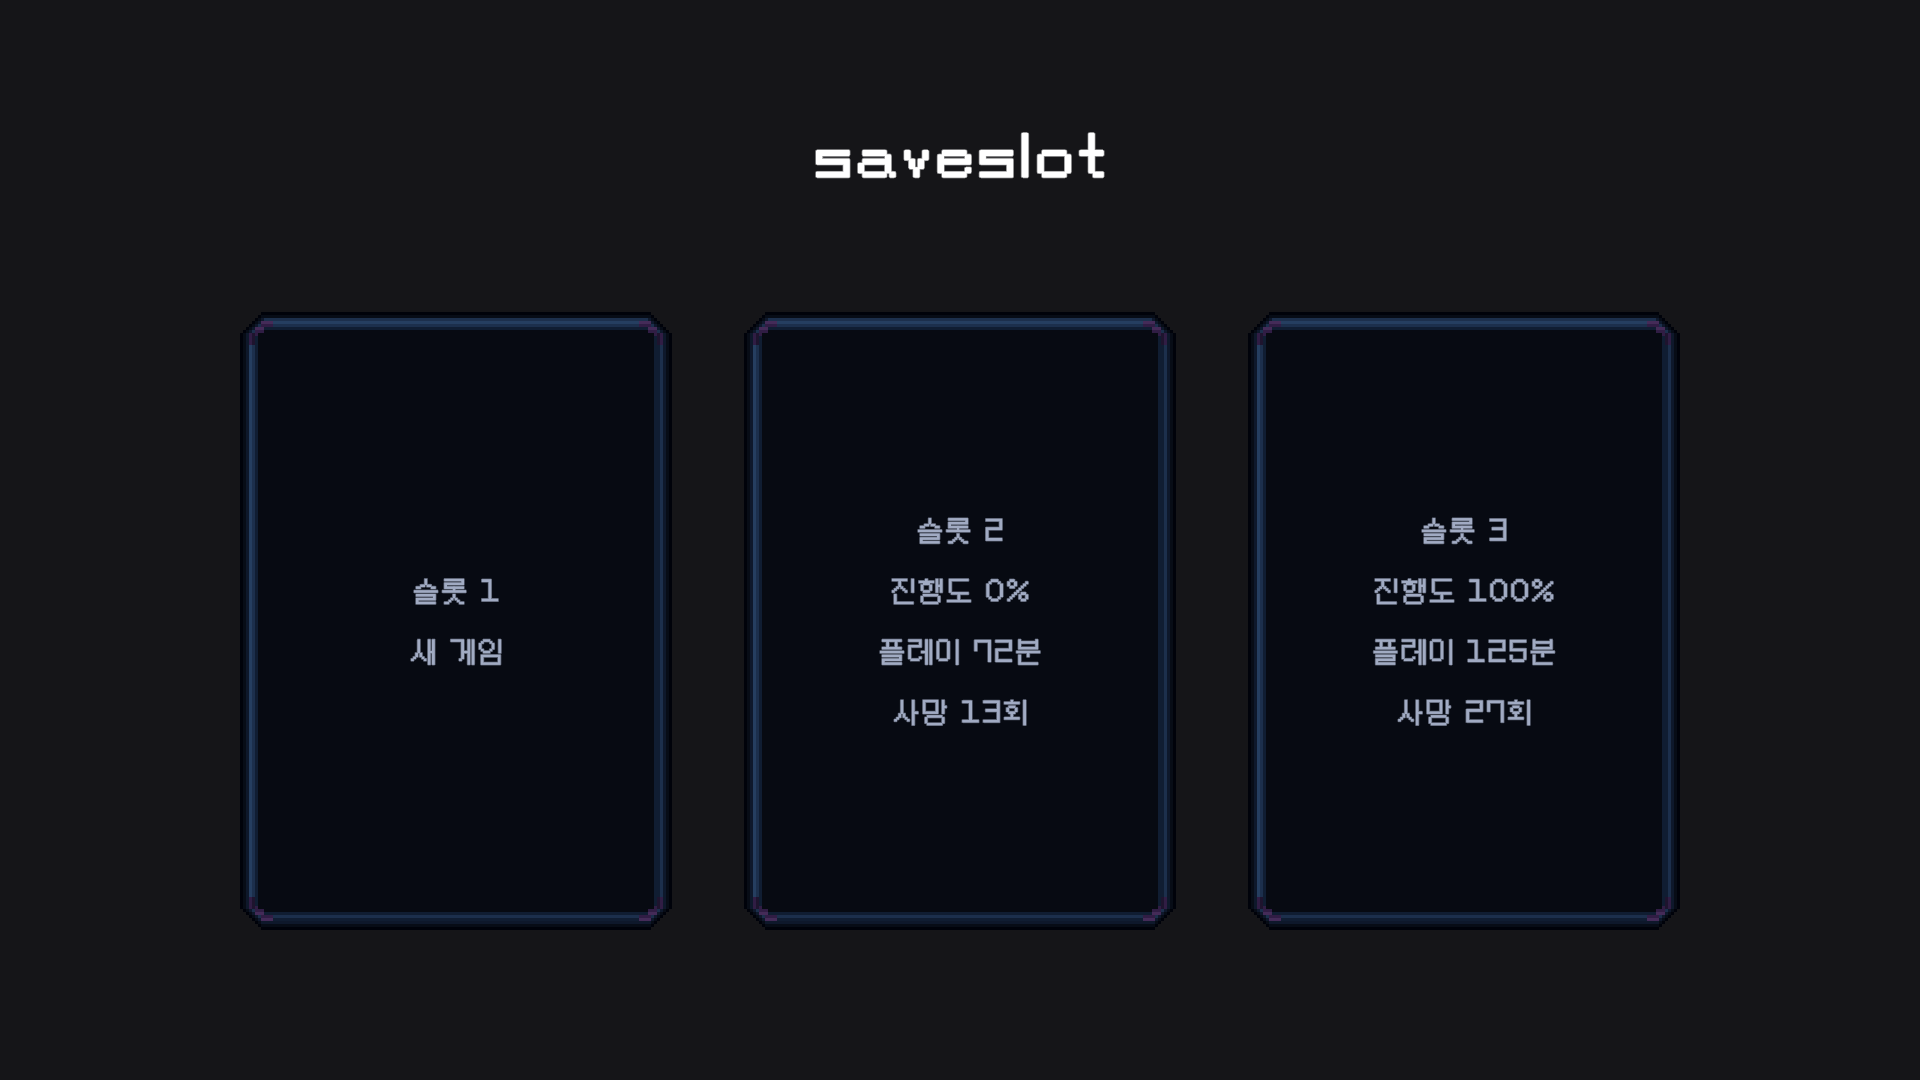 saveslot
슬롯 1
새 게임
슬롯 2
진행도 0%
플레이 72분
사망 13회
슬롯 3
진행도 100%
플레이 125분
사망 27회